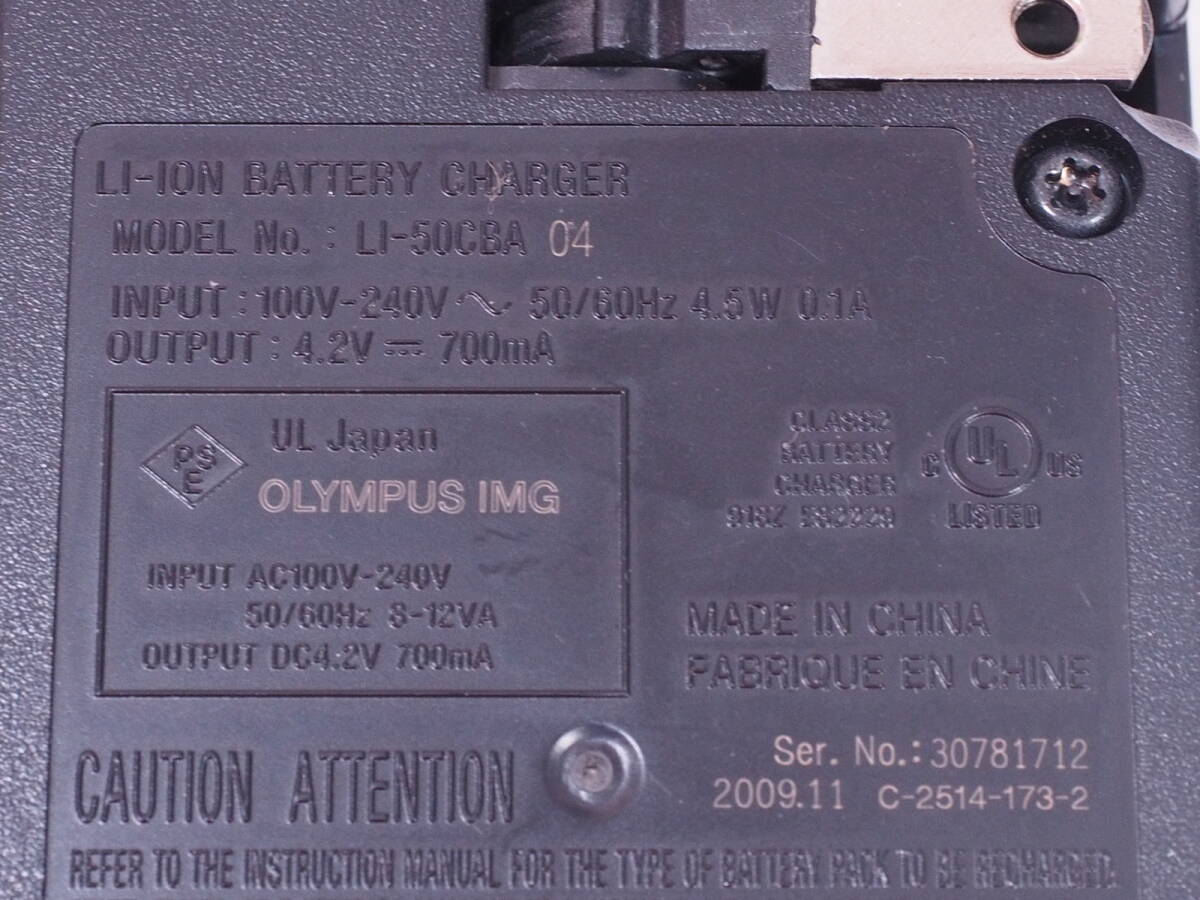 LI-ION BATTERY CHARGER
MODEL No. : LI-50CBA 04
INPUT : 100V-240V ∼ 50/60Hz 4.5W 0.1A
OUTPUT : 4.2V ⎓ 700mA
PS
E
UL Japan
OLYMPUS IMG
INPUT AC100V-240V
50/60Hz 8-12VA
OUTPUT DC4.2V 700mA
CLASS2
BATTERY
CHARGER
C UL US
LISTED
MADE IN CHINA
FABRIQUE EN CHINE
Ser. No.: 30781712
2009.11 C-2514-173-2
CAUTION ATTENTION
REFER TO THE INSTRUCTION MANUAL FOR THE TYPE OF BATTERY PACK TO BE RECHARGED.